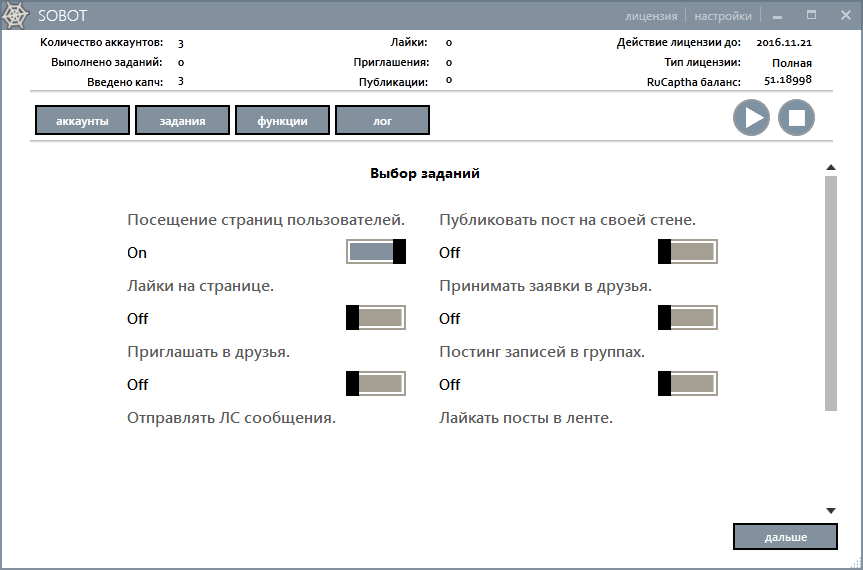 SOBOT лицензия настройки
Количество аккаунтов: 3 Лайки: 0 Действие лицензии до: 2016.11.21
Выполнено заданий: 0 Приглашения: 0 Тип лицензии: Полная
Введено капч: 3 Публикации: 0 RuCaptha баланс: 51.18998
аккаунты задания функции лог
Выбор заданий
Посещение страниц пользователей. Публиковать пост на своей стене.
On Off
Лайки на странице. Принимать заявки в друзья.
Off Off
Приглашать в друзья. Постинг записей в группах.
Off Off
Отправлять ЛС сообщения. Лайкать посты в ленте.
дальше